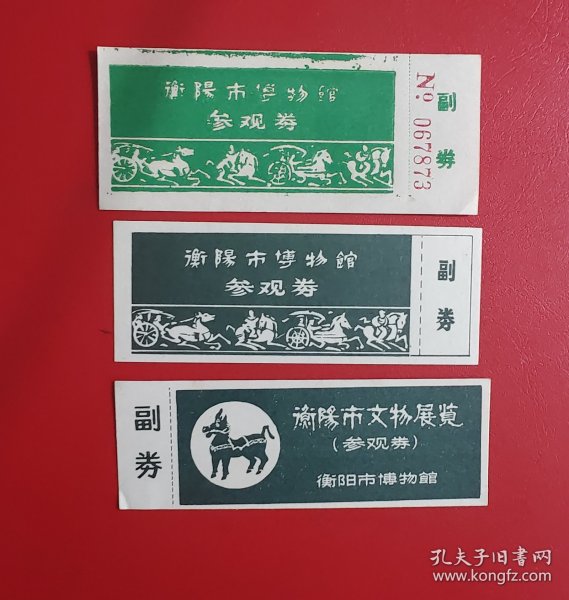 衡陽市博物館
参观券
副券
No. 067873
衡陽市博物館
参观券
副券
副券
衡陽市文物展览
(参观券)
衡阳市博物館
孔夫子旧书网
www.kongfz.com